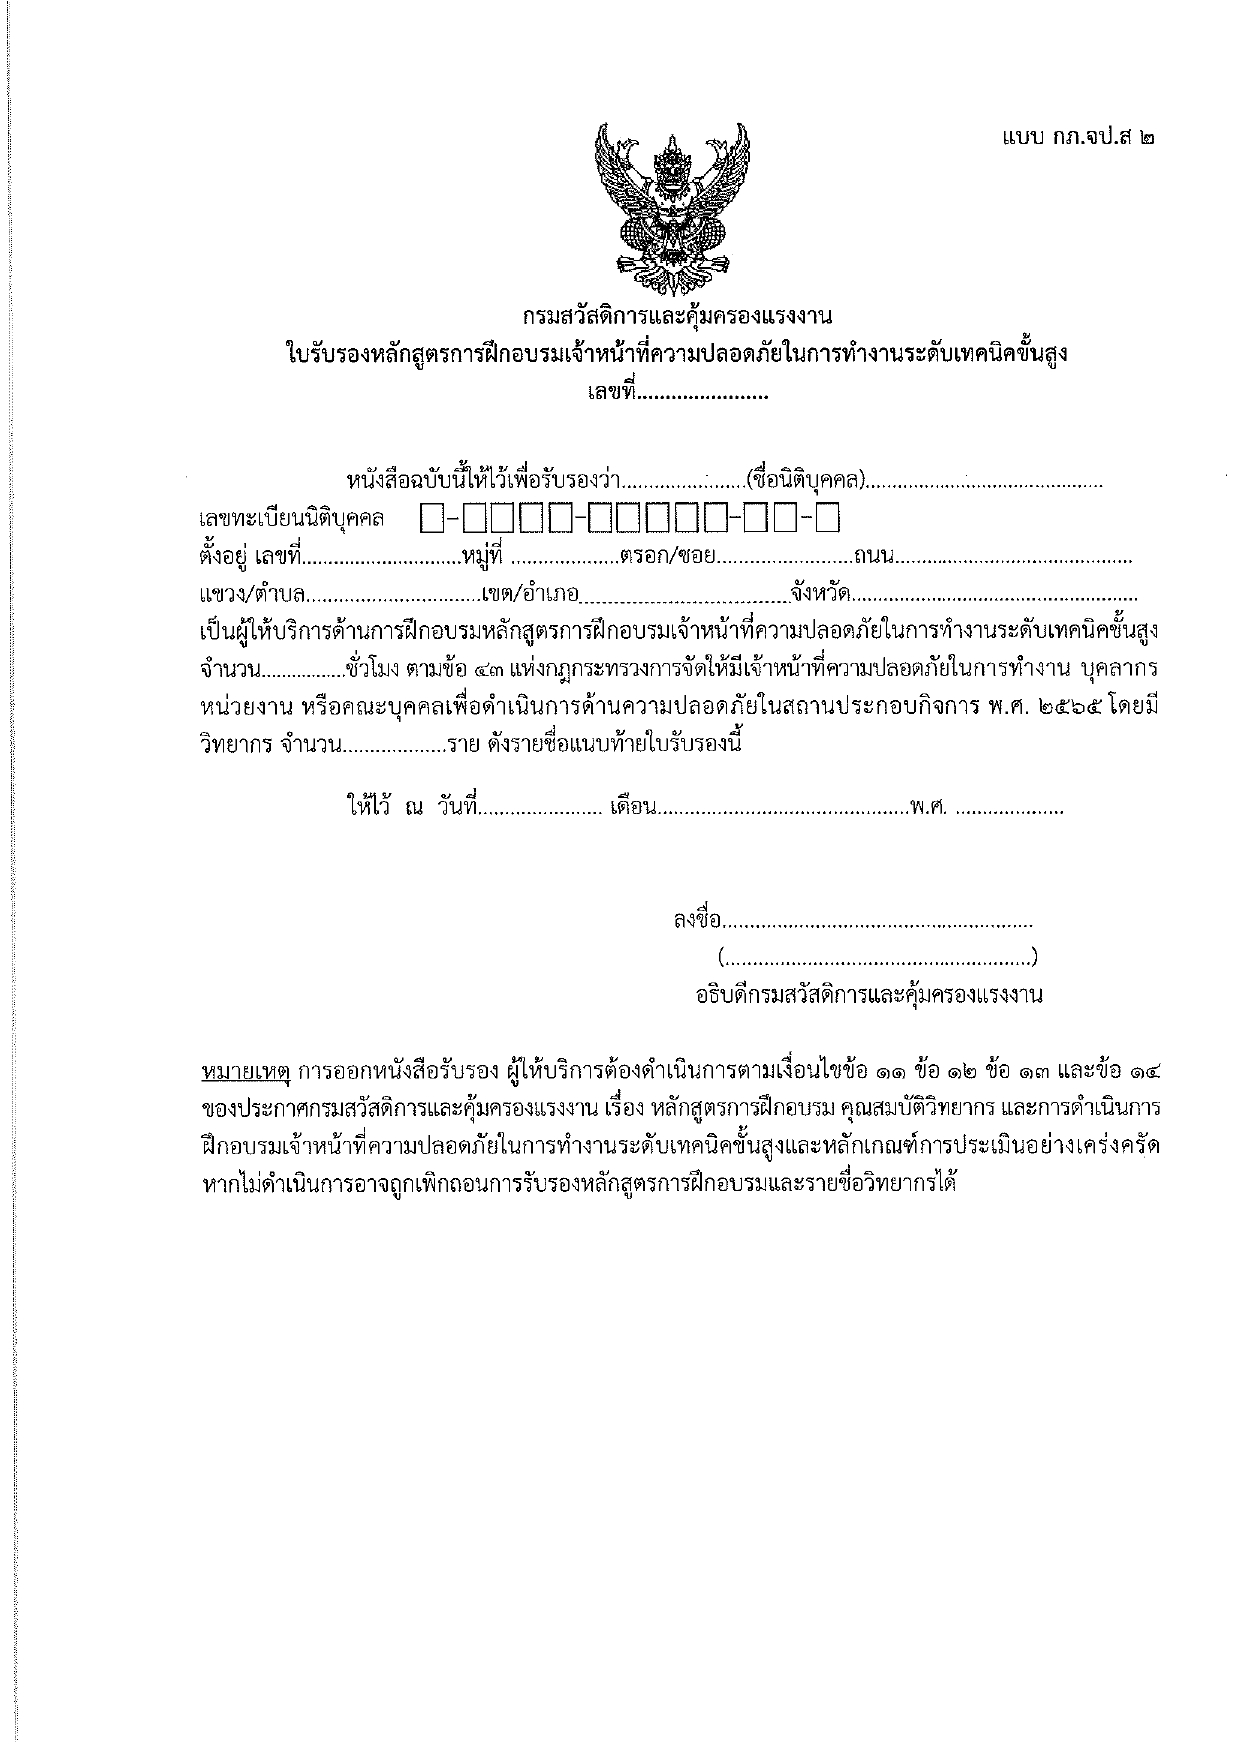 แบบ กภ.จป.ส ๒
กรมสวัสดิการและคุ้มครองแรงงาน
ใบรับรองหลักสูตรการฝึกอบรมเจ้าหน้าที่ความปลอดภัยในการทำงานระดับเทคนิคขั้นสูง
เลขที่.......................
หนังสือฉบับนี้ให้ไว้เพื่อรับรองว่า.......................(ชื่อนิติบุคคล).............................................
เลขทะเบียนนิติบุคคล □-□□□□-□□□□□-□□-□
ตั้งอยู่ เลขที่..............................หมู่ที่ .....................ตรอก/ซอย..........................ถนน.............................................
แขวง/ตำบล.................................เขต/อำเภอ.......................................จังหวัด......................................................
เป็นผู้ให้บริการด้านการฝึกอบรมหลักสูตรการฝึกอบรมเจ้าหน้าที่ความปลอดภัยในการทำงานระดับเทคนิคขั้นสูง
จำนวน................ชั่วโมง ตามข้อ ๔๓ แห่งกฎกระทรวงการจัดให้มีเจ้าหน้าที่ความปลอดภัยในการทำงาน บุคลากร
หน่วยงาน หรือคณะบุคคลเพื่อดำเนินการด้านความปลอดภัยในสถานประกอบกิจการ พ.ศ. ๒๕๖๕ โดยมี
วิทยากร จำนวน...................ราย ดังรายชื่อแนบท้ายใบรับรองนี้
ให้ไว้ ณ วันที่....................... เดือน...............................................พ.ศ. ....................
ลงชื่อ.........................................................
(........................................................)
อธิบดีกรมสวัสดิการและคุ้มครองแรงงาน
หมายเหตุ การออกหนังสือรับรอง ผู้ให้บริการต้องดำเนินการตามเงื่อนไขข้อ ๑๑ ข้อ ๑๒ ข้อ ๑๓ และข้อ ๑๔
ของประกาศกรมสวัสดิการและคุ้มครองแรงงาน เรื่อง หลักสูตรการฝึกอบรม คุณสมบัติวิทยากร และการดำเนินการ
ฝึกอบรมเจ้าหน้าที่ความปลอดภัยในการทำงานระดับเทคนิคขั้นสูงและหลักเกณฑ์การประเมินอย่างเคร่งครัด
หากไม่ดำเนินการอาจถูกเพิกถอนการรับรองหลักสูตรการฝึกอบรมและรายชื่อวิทยากรได้